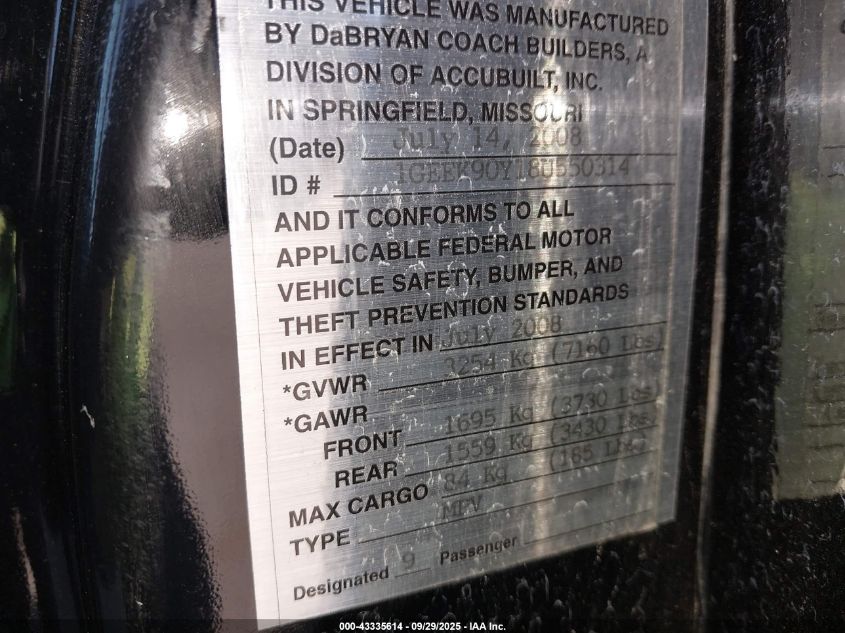 THIS VEHICLE WAS MANUFACTURED
BY DaBRYAN COACH BUILDERS, A
DIVISION OF ACCUBUILT, INC.
IN SPRINGFIELD, MISSOURI
(Date) July 14, 2008
ID # 1GEEK90Y18U550314
AND IT CONFORMS TO ALL
APPLICABLE FEDERAL MOTOR
VEHICLE SAFETY, BUMPER, AND
THEFT PREVENTION STANDARDS
IN EFFECT IN July 2008
*GVWR 3254 Kg (7160 Lbs)
*GAWR
FRONT 1695 Kg (3730 Lbs)
REAR 1559 Kg (3430 Lbs)
MAX CARGO 84 Kg (185 Lbs)
TYPE MPV
Designated 9 Passenger
000-43335614 - 09/29/2025 - IAA Inc.